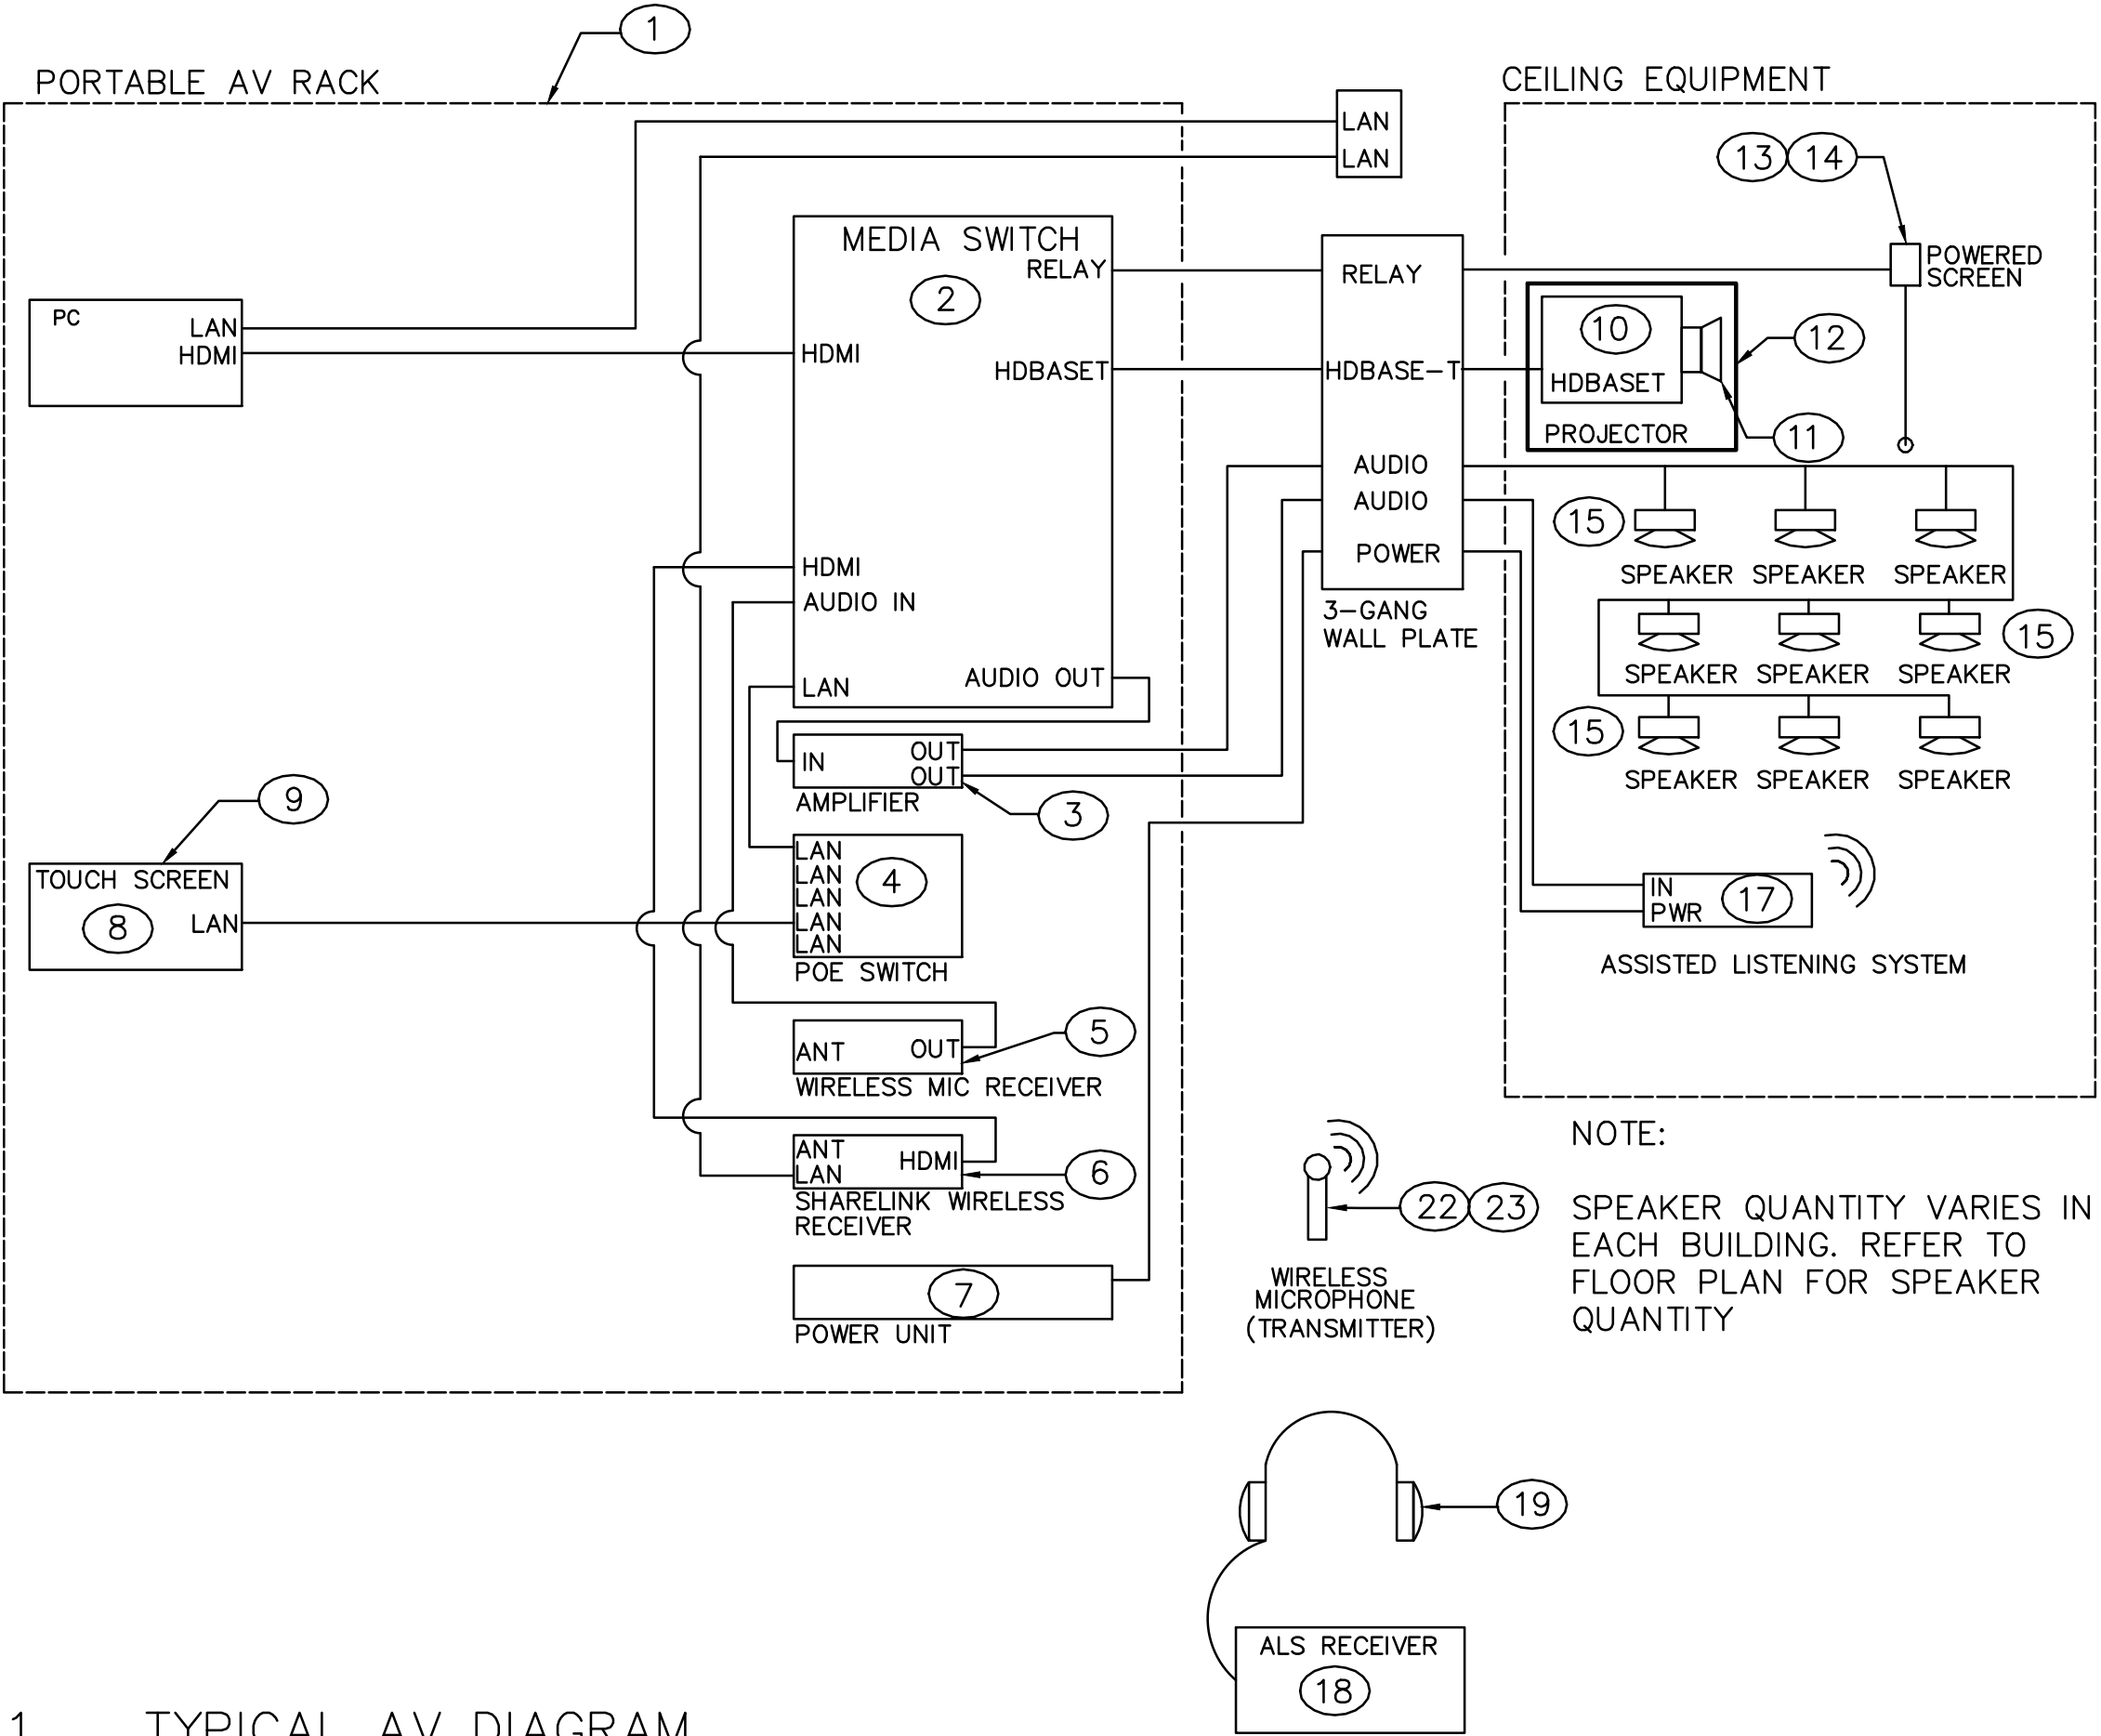 1
PORTABLE AV RACK
CEILING EQUIPMENT
LAN
LAN
13 14
MEDIA SWITCH
RELAY
2
RELAY
POWERED
SCREEN
PC
LAN
HDMI
HDMI
HDBASET
HDBASE-T
10
HDBASET
PROJECTOR
12
11
AUDIO
AUDIO
POWER
3-GANG
WALL PLATE
15
SPEAKER SPEAKER SPEAKER
15
SPEAKER SPEAKER SPEAKER
15
SPEAKER SPEAKER SPEAKER
HDMI
AUDIO IN
LAN
AUDIO OUT
IN
OUT
OUT
AMPLIFIER
3
9
TOUCH SCREEN
8
LAN
LAN
LAN
LAN
LAN
LAN
4
POE SWITCH
IN
PWR
17
ASSISTED LISTENING SYSTEM
ANT
OUT
5
WIRELESS MIC RECEIVER
ANT
LAN
HDMI
6
SHARELINK WIRELESS
RECEIVER
7
POWER UNIT
22 23
WIRELESS
MICROPHONE
(TRANSMITTER)
NOTE:
SPEAKER QUANTITY VARIES IN
EACH BUILDING. REFER TO
FLOOR PLAN FOR SPEAKER
QUANTITY
19
ALS RECEIVER
18
1 TYPICAL AV DIAGRAM